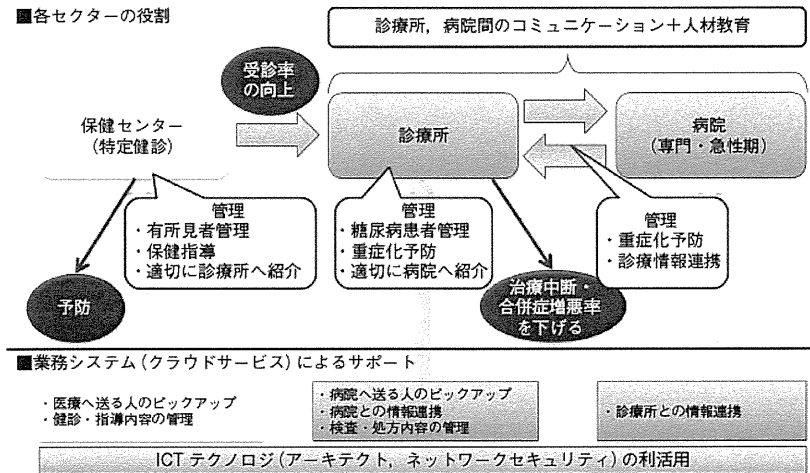 ■各セクターの役割
診療所，病院間のコミュニケーション＋人材教育
受診率
の向上
保健センター
(特定健診)
診療所
病院
(専門・急性期)
管理
・有所見者管理
・保健指導
・適切に診療所へ紹介
管理
・糖尿病患者管理
・重症化予防
・適切に病院へ紹介
管理
・重症化予防
・診療情報連携
予防
治療中断・
合併症増悪率
を下げる
■業務システム(クラウドサービス)によるサポート
・医療へ送る人のピックアップ
・健診・指導内容の管理
・病院へ送る人のピックアップ
・病院との情報連携
・検査・処方内容の管理
・診療所との情報連携
ICTテクノロジ(アーキテクト，ネットワークセキュリティ)の利活用